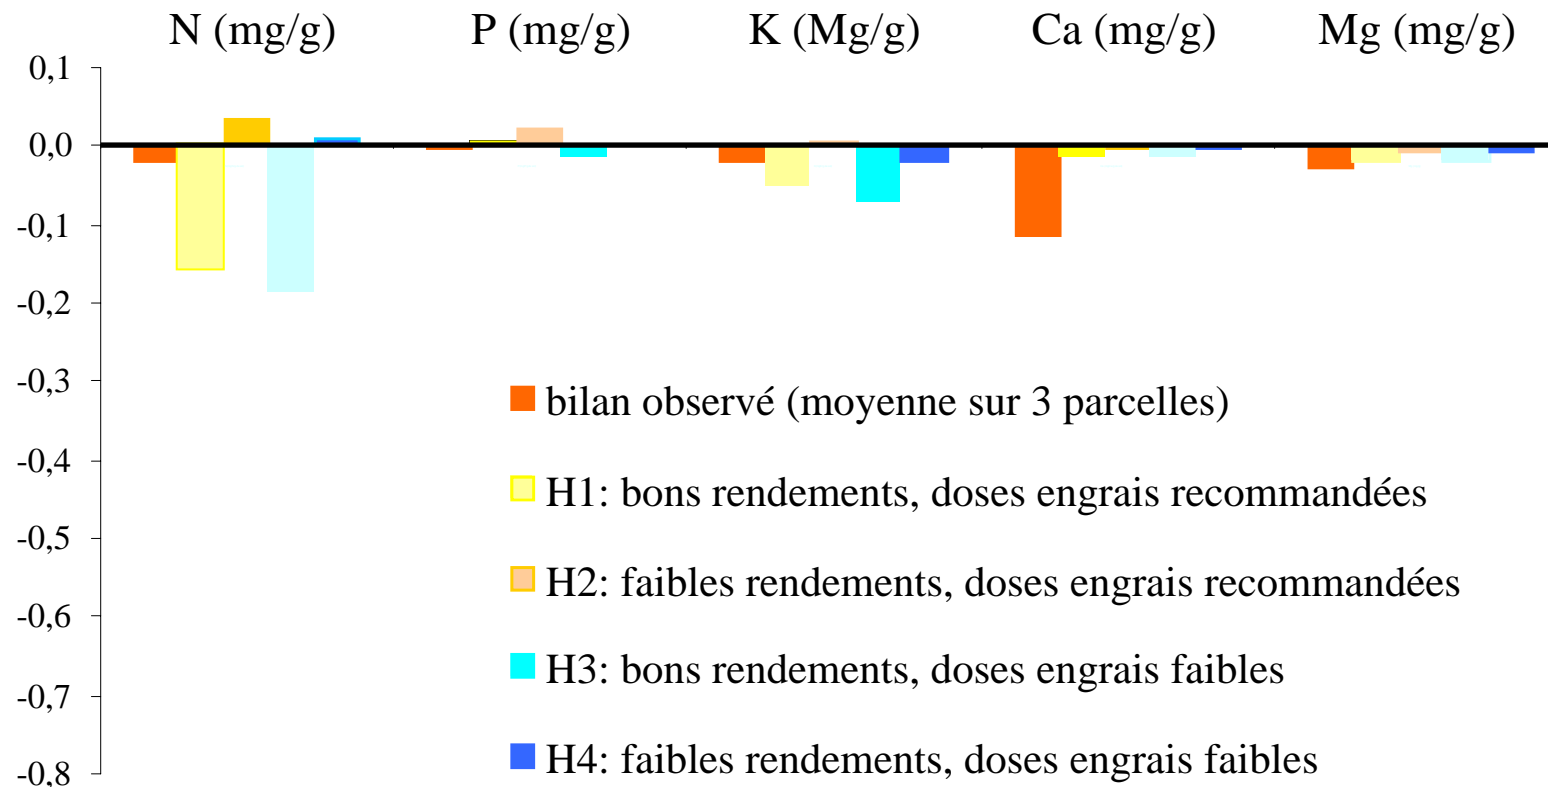 N (mg/g) P (mg/g) K (Mg/g) Ca (mg/g) Mg (mg/g)
0,1
0,0
-0,1
-0,2
-0,3
-0,4
-0,5
-0,6
-0,7
-0,8
bilan observé (moyenne sur 3 parcelles)
H1: bons rendements, doses engrais recommandées
H2: faibles rendements, doses engrais recommandées
H3: bons rendements, doses engrais faibles
H4: faibles rendements, doses engrais faibles